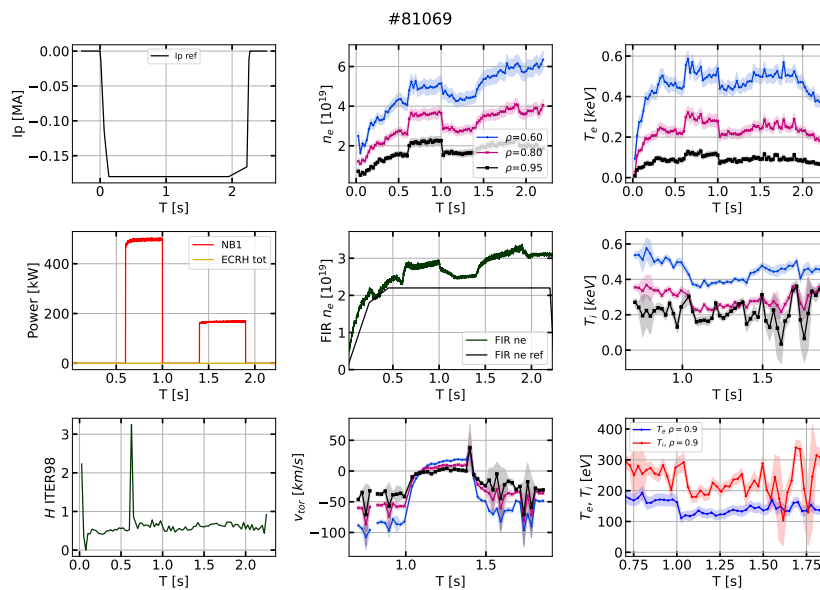 #81069
0.00
−0.05
−0.10
−0.15
Ip [MA]
Ip ref
0
1
2
T [s]
6
4
2
n_e [10^19]
ρ=0.60
ρ=0.80
ρ=0.95
0.0
0.5
1.0
1.5
2.0
T [s]
0.6
0.4
0.2
0.0
T_e [keV]
0.0
0.5
1.0
1.5
2.0
T [s]
400
200
0
Power [kW]
NB1
ECRH tot
0.5
1.0
1.5
2.0
T [s]
3
2
1
0
FIR n_e [10^19]
FIR ne
FIR ne ref
0.5
1.0
1.5
2.0
T [s]
0.6
0.4
0.2
0.0
T_i [keV]
1.0
1.5
T [s]
3
2
1
0
H ITER98
0.0
0.5
1.0
1.5
2.0
T [s]
50
0
−50
−100
v_tor [km/s]
1.0
1.5
T [s]
400
300
200
100
0
T_e, T_i [eV]
T_e ρ=0.9
T_i, ρ=0.9
0.75
1.00
1.25
1.50
1.75
T [s]